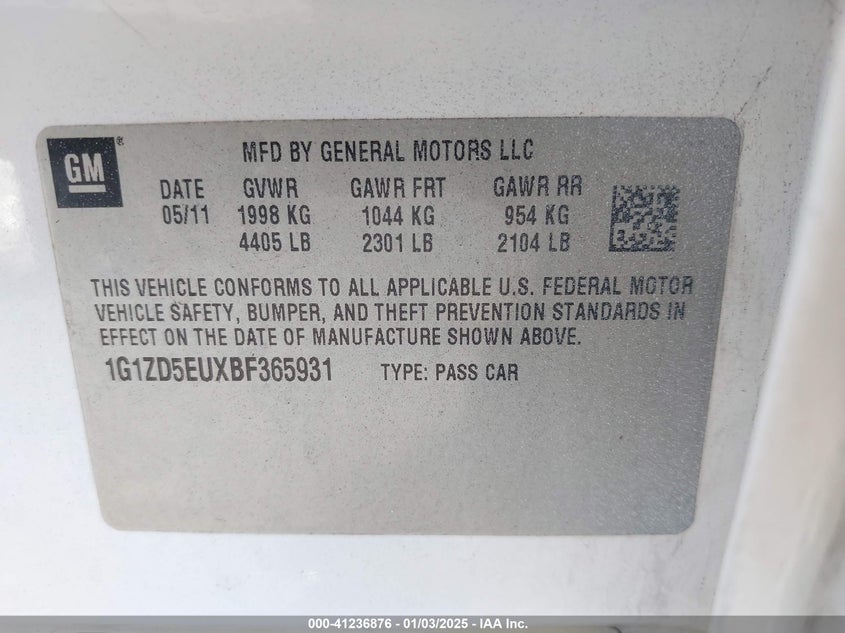 GM ®
MFD BY GENERAL MOTORS LLC
DATE GVWR GAWR FRT GAWR RR
05/11 1998 KG 1044 KG 954 KG
4405 LB 2301 LB 2104 LB
THIS VEHICLE CONFORMS TO ALL APPLICABLE U.S. FEDERAL MOTOR
VEHICLE SAFETY, BUMPER, AND THEFT PREVENTION STANDARDS IN
EFFECT ON THE DATE OF MANUFACTURE SHOWN ABOVE.
1G1ZD5EUXBF365931 TYPE: PASS CAR
000-41236876 - 01/03/2025 - IAA Inc.